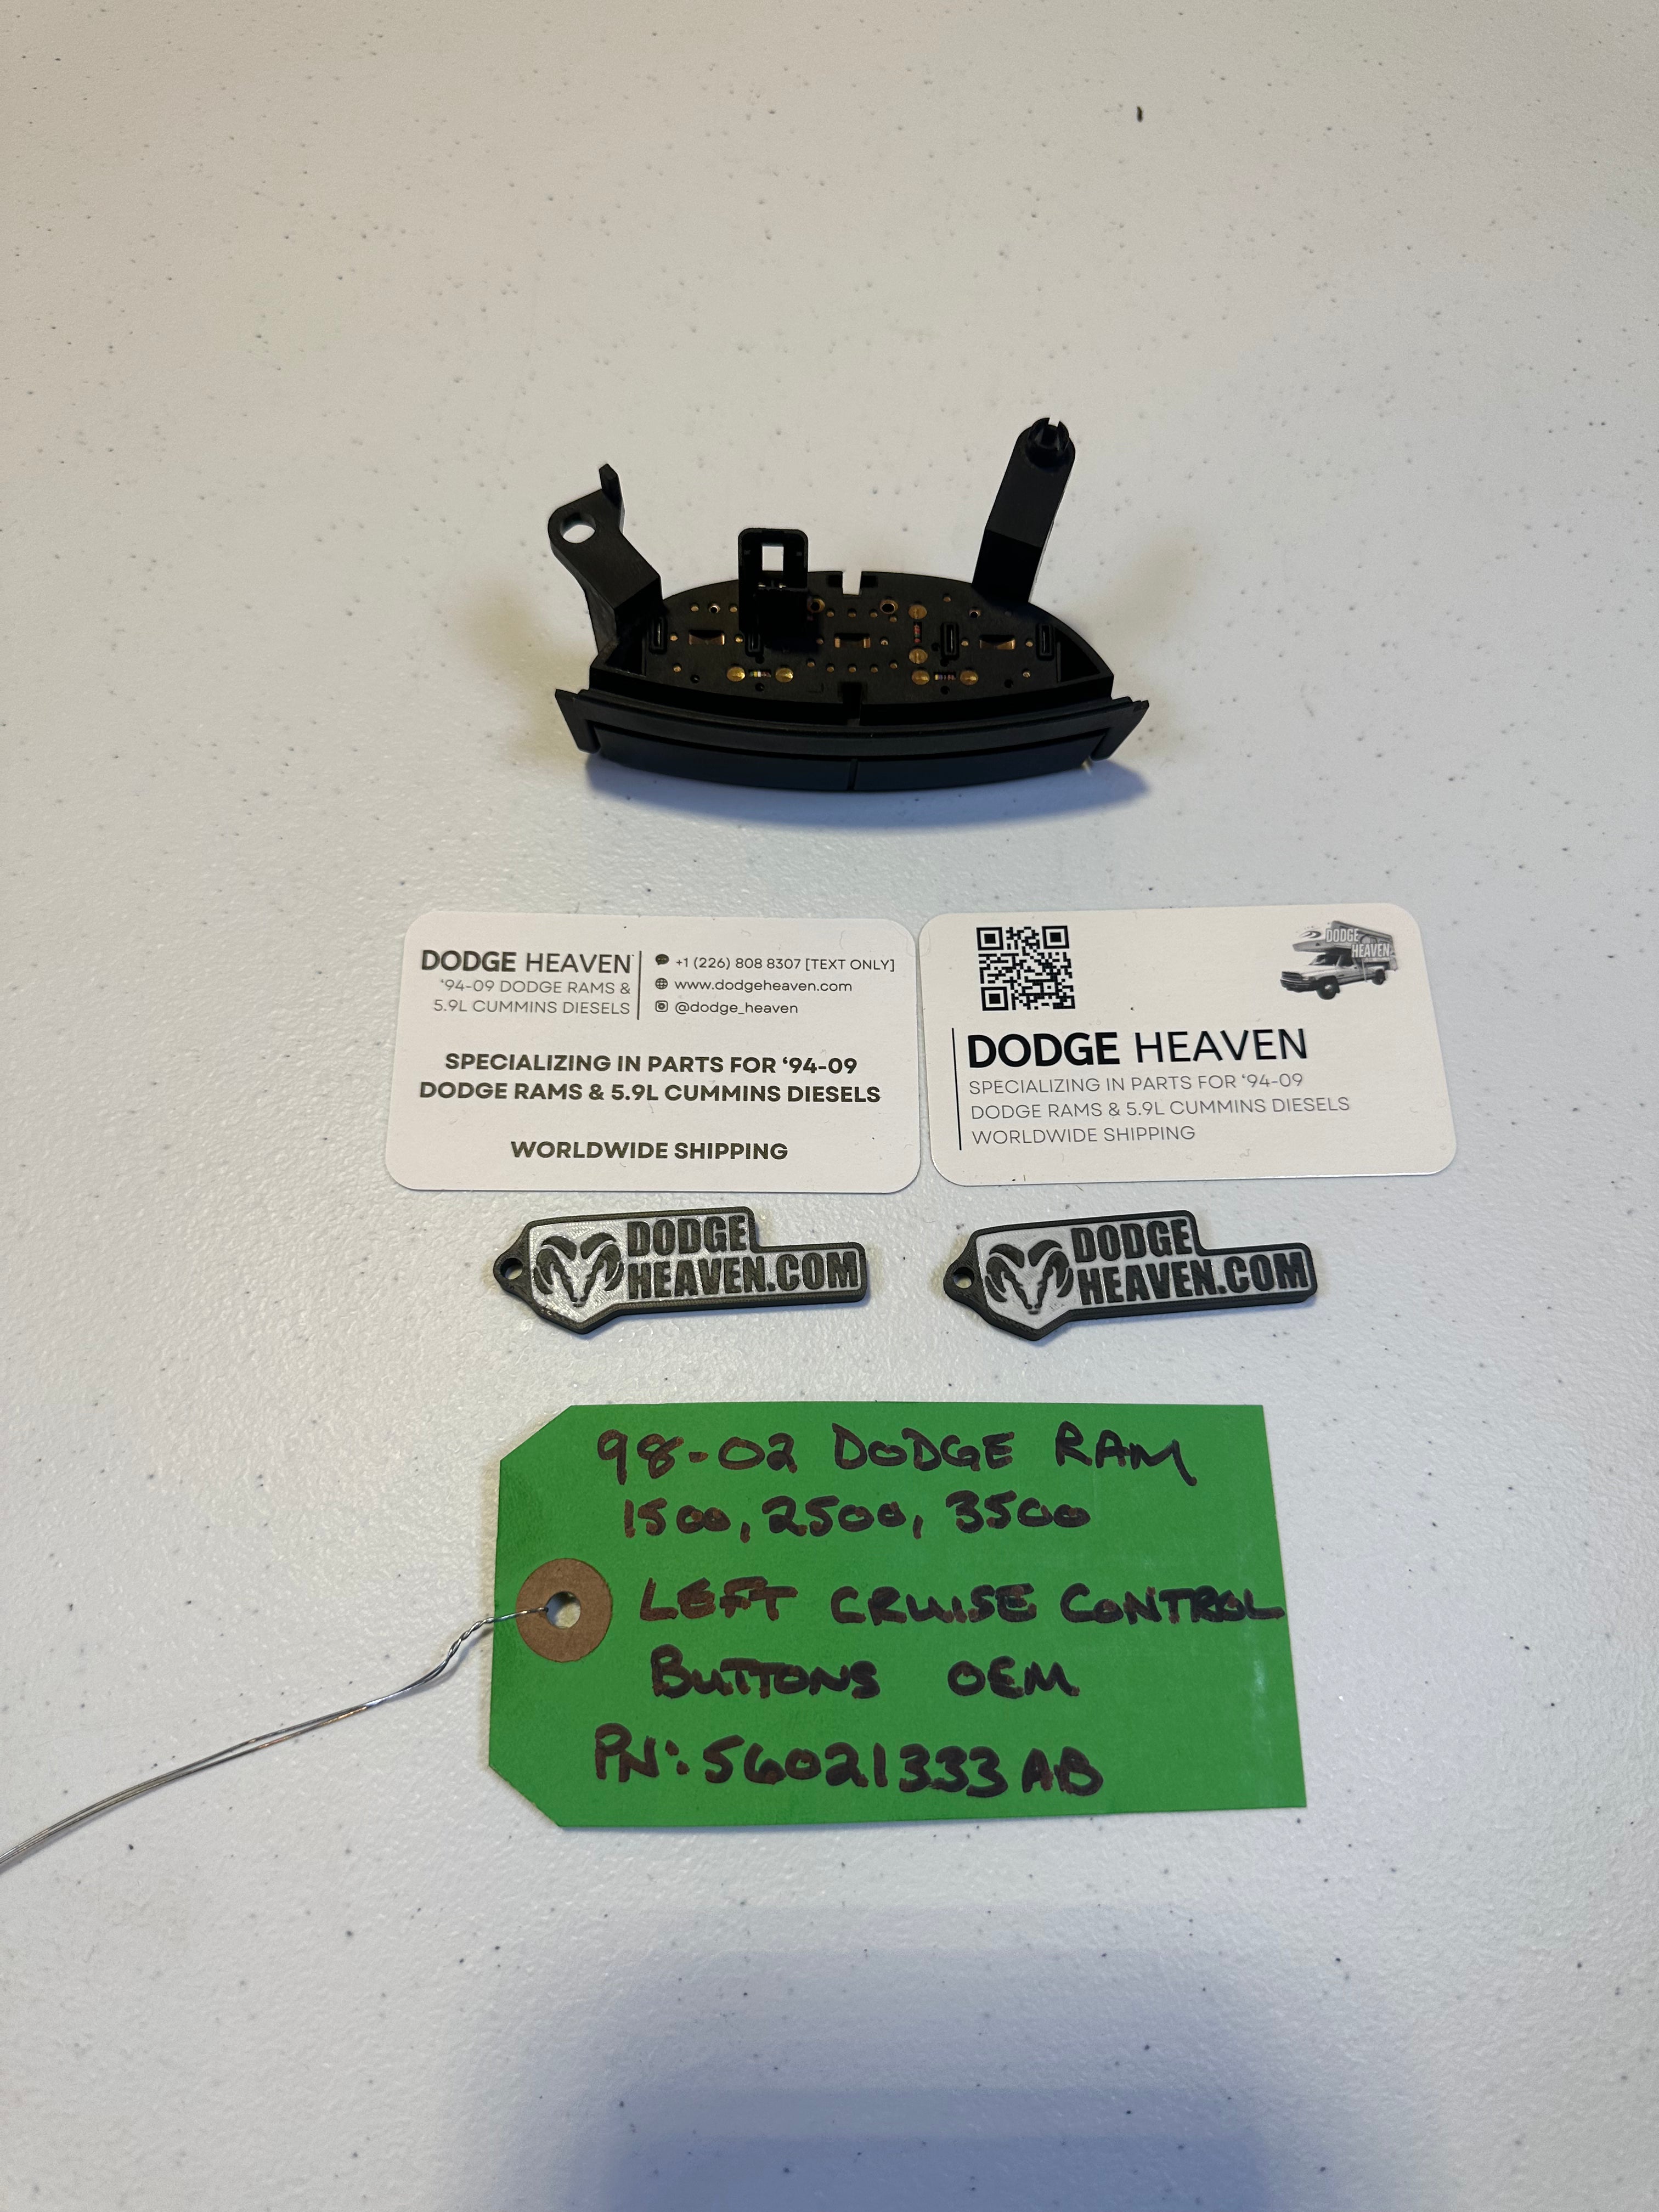 DODGE HEAVEN
'94-09 DODGE RAMS &
5.9L CUMMINS DIESELS
+1 (226) 808 8307 [TEXT ONLY]
www.dodgeheaven.com
@dodge_heaven
SPECIALIZING IN PARTS FOR '94-09
DODGE RAMS & 5.9L CUMMINS DIESELS
WORLDWIDE SHIPPING
DODGE
HEAVEN
DODGE HEAVEN
SPECIALIZING IN PARTS FOR '94-09
DODGE RAMS & 5.9L CUMMINS DIESELS
WORLDWIDE SHIPPING
DODGE
HEAVEN.COM
DODGE
HEAVEN.COM
98-02 DODGE RAM
1500, 2500, 3500
LEFT CRUISE CONTROL
BUTTONS OEM
PN: 56021333AB